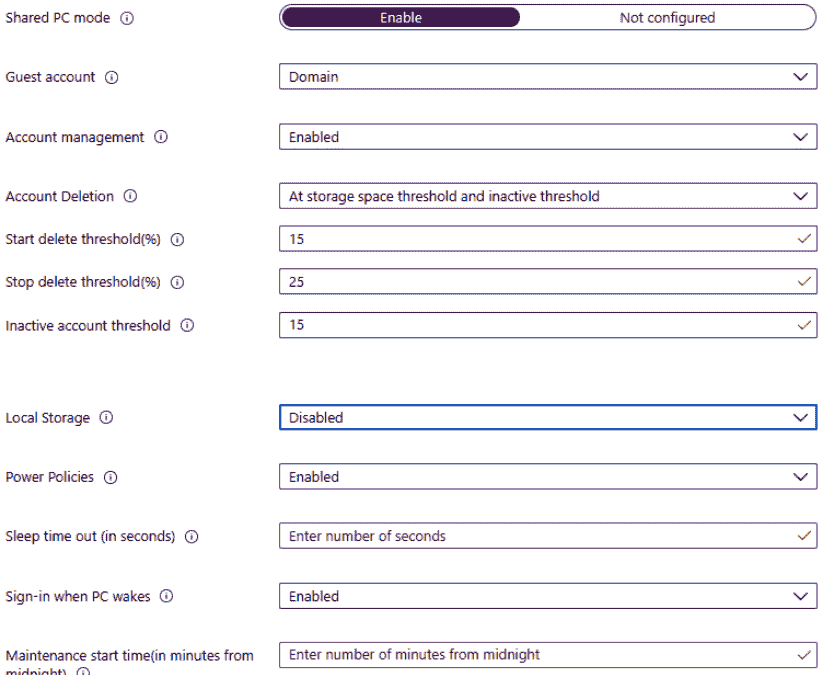 Shared PC mode Enable Not configured
Guest account Domain
Account management Enabled
Account Deletion At storage space threshold and inactive threshold
Start delete threshold(%) 15
Stop delete threshold(%) 25
Inactive account threshold 15
Local Storage Disabled
Power Policies Enabled
Sleep time out (in seconds) Enter number of seconds
Sign-in when PC wakes Enabled
Maintenance start time(in minutes from Enter number of minutes from midnight
midnight)